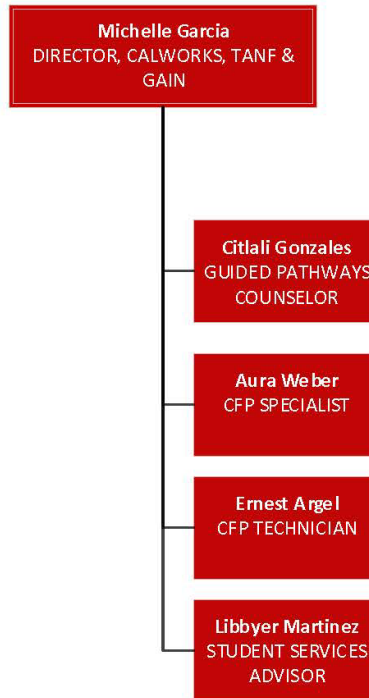 Michelle Garcia
DIRECTOR, CALWORKS, TANF &
GAIN
Citlali Gonzales
GUIDED PATHWAYS
COUNSELOR
Aura Weber
CFP SPECIALIST
Ernest Argel
CFP TECHNICIAN
Libbyer Martinez
STUDENT SERVICES
ADVISOR